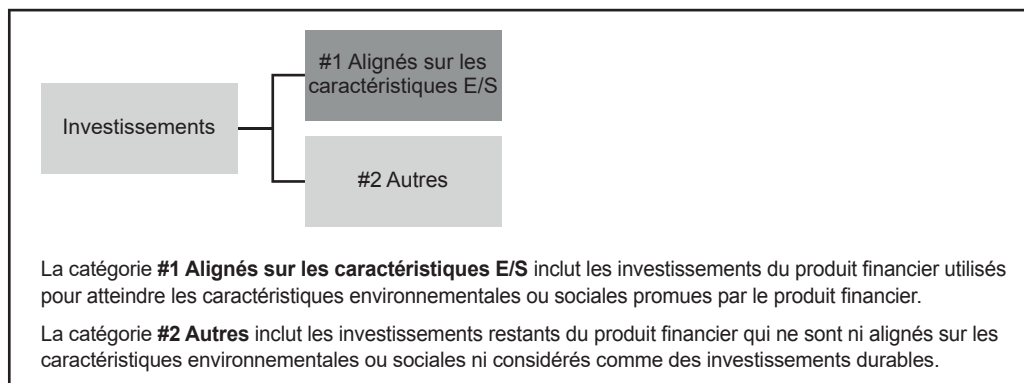 #1 Alignés sur les
caractéristiques E/S
Investissements
#2 Autres
La catégorie #1 Alignés sur les caractéristiques E/S inclut les investissements du produit financier utilisés
pour atteindre les caractéristiques environnementales ou sociales promues par le produit financier.
La catégorie #2 Autres inclut les investissements restants du produit financier qui ne sont ni alignés sur les
caractéristiques environnementales ou sociales ni considérés comme des investissements durables.